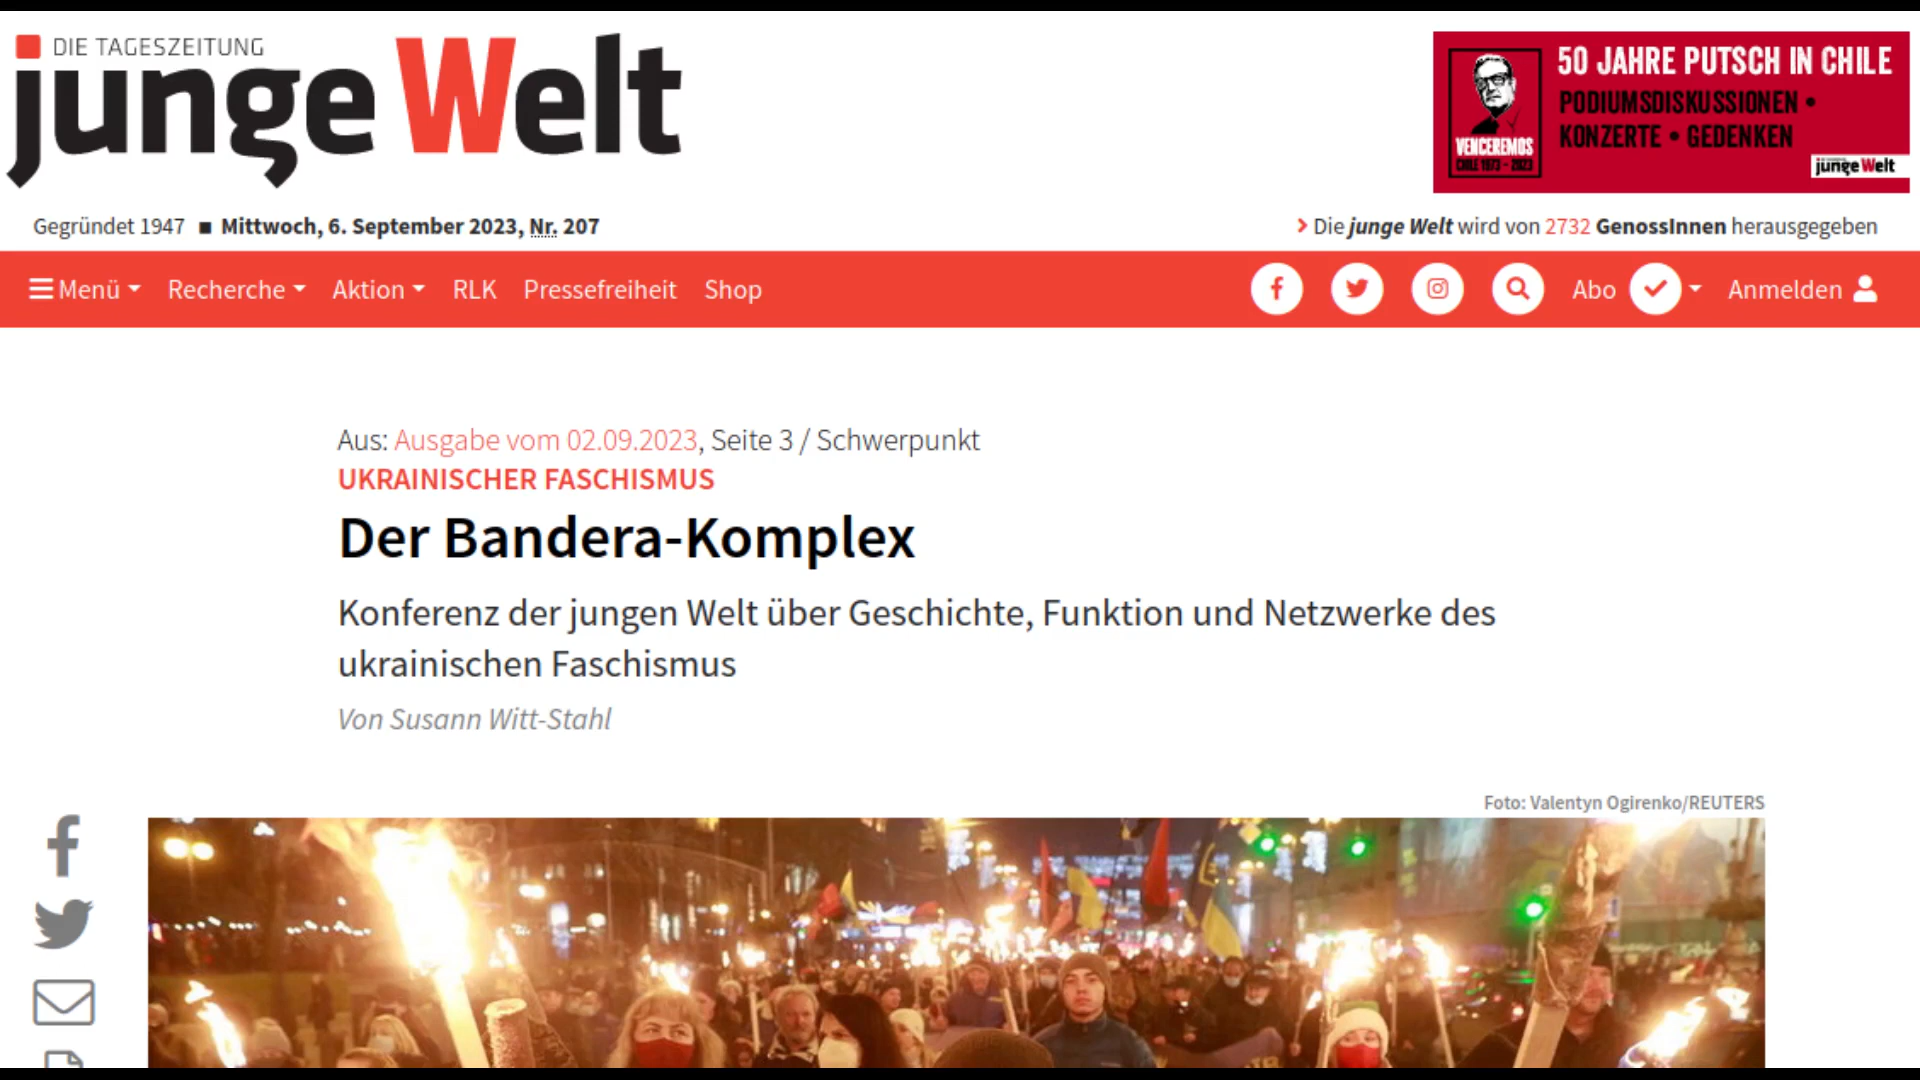 DIE TAGESZEITUNG
junge Welt
50 JAHRE PUTSCH IN CHILE
PODIUMSDISKUSSIONEN •
KONZERTE • GEDENKEN
VENCEREMOS
CHILE 1973 – 2023
junge Welt
Gegründet 1947 ■ Mittwoch, 6. September 2023, Nr. 207
Die junge Welt wird von 2732 GenossInnen herausgegeben
Menü Recherche Aktion RLK Pressefreiheit Shop
Abo Anmelden
Aus: Ausgabe vom 02.09.2023, Seite 3 / Schwerpunkt
UKRAINISCHER FASCHISMUS
Der Bandera-Komplex
Konferenz der jungen Welt über Geschichte, Funktion und Netzwerke des
ukrainischen Faschismus
Von Susann Witt-Stahl
Foto: Valentyn Ogirenko/REUTERS